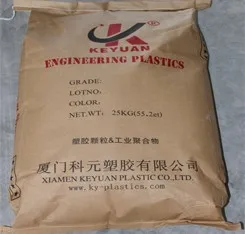 KEYUAN
ENGINEERING PLASTICS
GRADE:
LOTNO:
COLOR:
NET.WT: 25KG(55.2at)
塑胶颗粒&工业聚合物
厦门科元塑胶有限公司
XIAMEN KEYUAN PLASTIC CO.,LTD.
www.ky-plastics.com